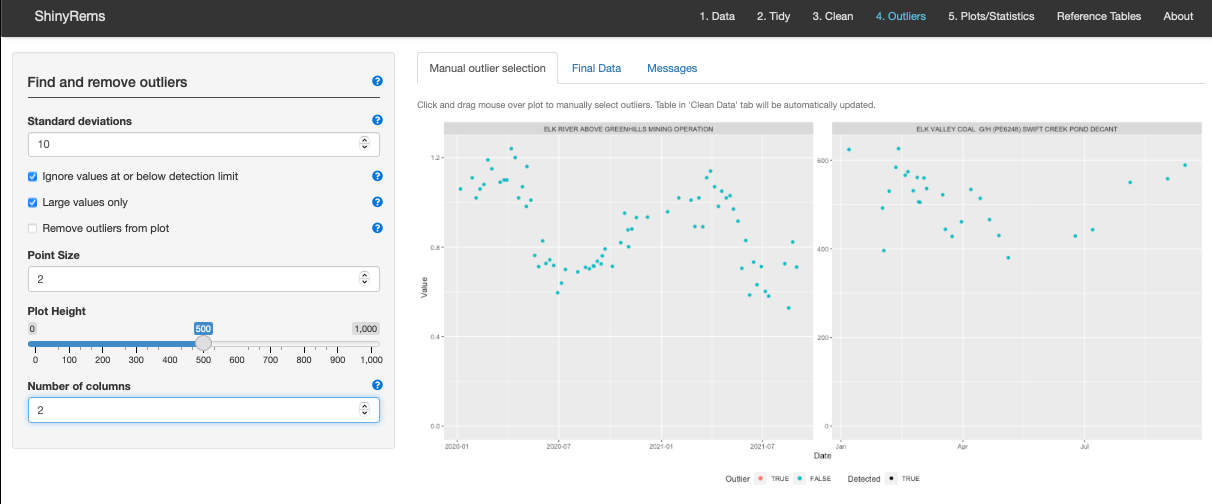 ShinyRems
1. Data 2. Tidy 3. Clean 4. Outliers 5. Plots/Statistics Reference Tables About
Find and remove outliers ?
Standard deviations ?
10
Ignore values at or below detection limit ?
Large values only ?
Remove outliers from plot ?
Point Size
2
Plot Height
0 500 1,000
0 100 200 300 400 500 600 700 800 900 1,000
Number of columns ?
2
Manual outlier selection Final Data Messages
Click and drag mouse over plot to manually select outliers. Table in 'Clean Data' tab will be automatically updated.
ELK RIVER ABOVE GREENHILLS MINING OPERATION
1.2
0.8
0.4
0.0
Value
2020-01 2020-07 2021-01 2021-07
ELK VALLEY COAL G/H (PE6248) SWIFT CREEK POND DECANT
600
400
200
0
Jan Apr Jul
Date
Outlier TRUE FALSE Detected TRUE